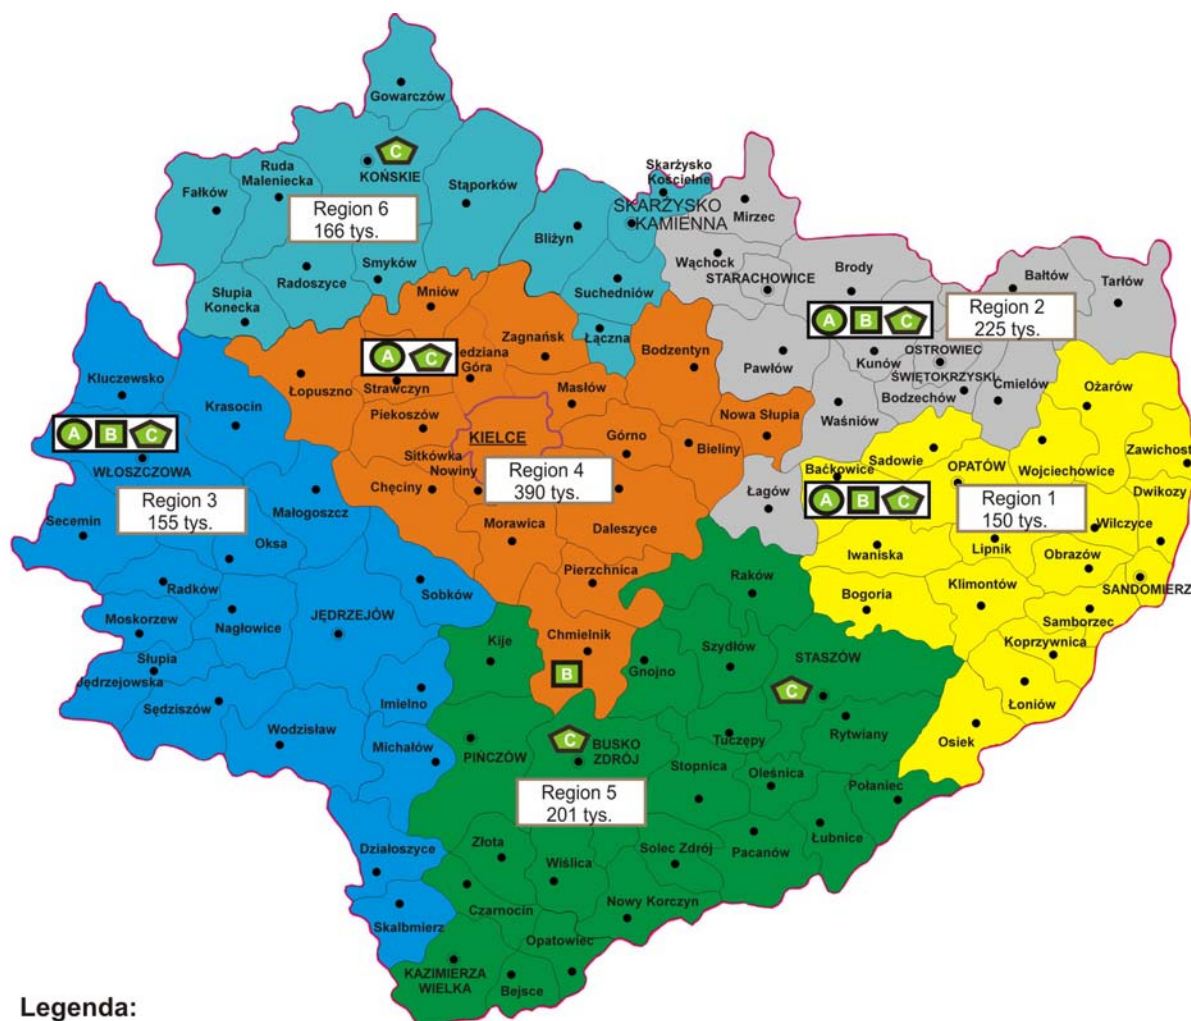 Gowarczów
C
KOŃSKIE
Ruda
Maleniecka
Fałków
Stąporków
Region 6
166 tys.
Skarżysko
Kościelne
SKARŻYSKO
KAMIENNA
Bliżyn
Mirzec
Wąchock
STARACHOWICE
Brody
Bałtów
Tarłów
Smyków
Radoszyce
Słupia
Konecka
Mniów
Suchedniów
Zagnańsk
Łączna
Bodzentyn
A B C
Region 2
225 tys.
Pawłów
Kunów
OSTROWIEC
ŚWIĘTOKRZYSKI
Bodzechów
Ćmielów
Waśniów
Ożarów
A C
edziana
Góra
Strawczyn
Łopuszno
Masłów
Kluczewsko
Krasocin
Piekoszów
KIELCE
Nowa Słupia
Górno
Bieliny
A B C
WŁOSZCZOWA
Sitkówka
Nowiny
Region 4
390 tys.
Chęciny
Zawichost
Sadowie
OPATÓW
Wojciechowice
Baćkowice
A B C
Region 1
150 tys.
Dwikozy
Region 3
155 tys.
Małogoszcz
Łagów
Secemin
Morawica
Daleszyce
Wilczyce
Oksa
Iwaniska
Lipnik
Obrazów
Radków
Sobków
Pierzchnica
Raków
Bogoria
Klimontów
SANDOMIERZ
Moskorzew
Nagłowice
JĘDRZEJÓW
Samborzec
Kije
Chmielnik
Szydłów
Koprzywnica
Słupia
Jędrzejowska
Gnojno
STASZÓW
B
C
Sędziszów
Imielno
Łoniów
Wodzisław
Michałów
PIŃCZÓW
C
BUSKO
ZDRÓJ
Tuczępy
Rytwiany
Osiek
Stopnica
Oleśnica
Połaniec
Region 5
201 tys.
Działoszyce
Złota
Wiślica
Solec Zdrój
Pacanów
Łubnice
Skalbmierz
Czarnocin
Nowy Korczyn
Opatowiec
KAZIMIERZA
WIELKA
Bejsce
Legenda: